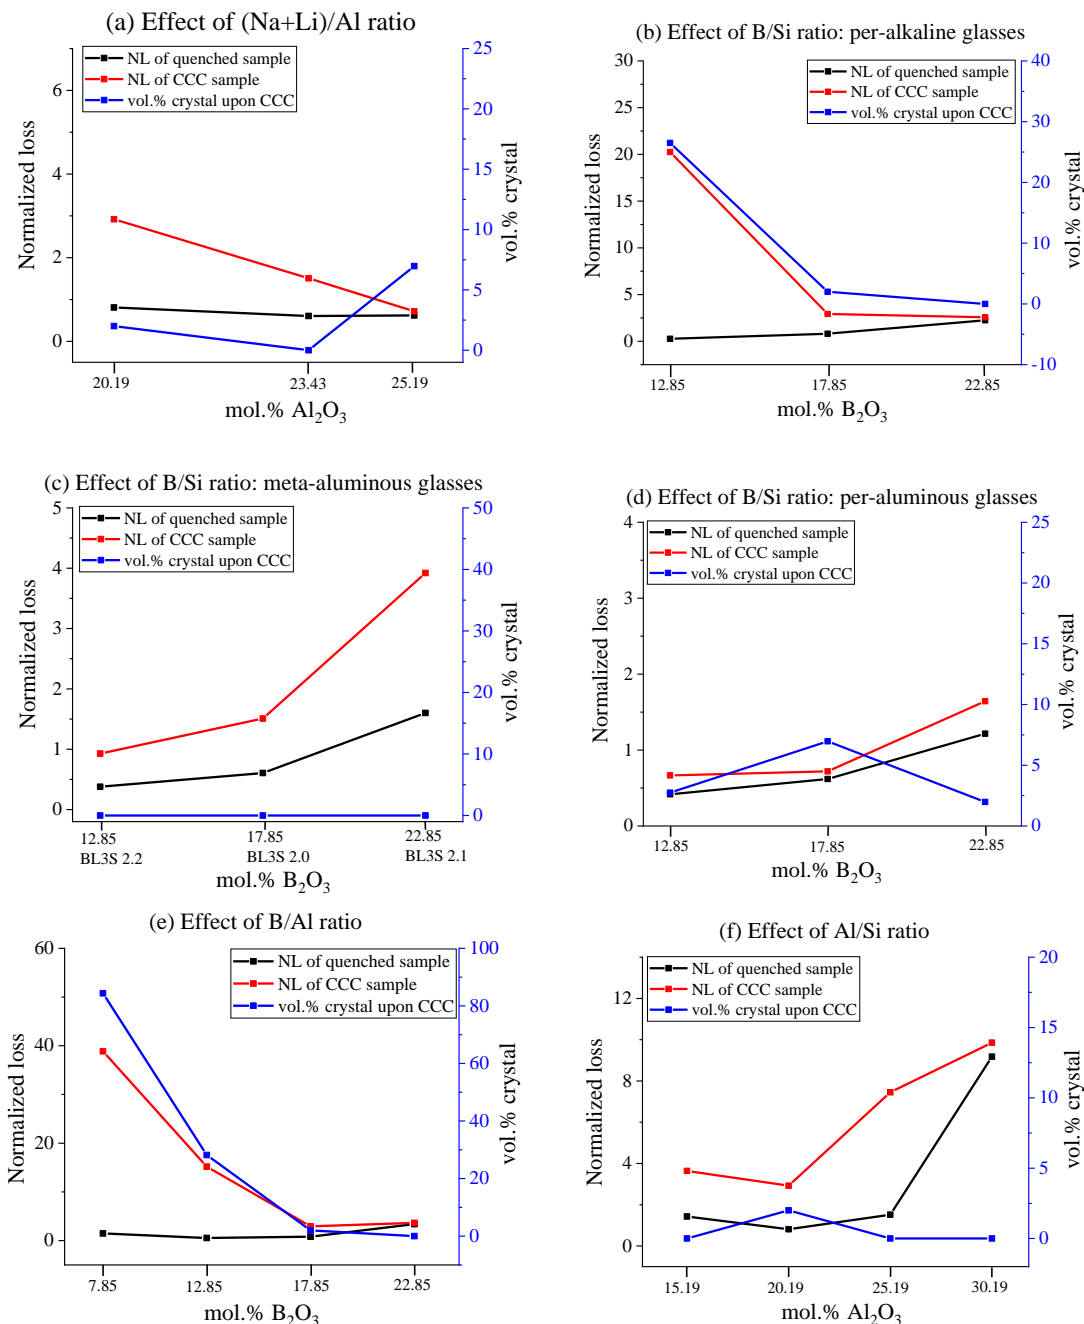 (a) Effect of (Na+Li)/Al ratio
NL of quenched sample
NL of CCC sample
vol.% crystal upon CCC
Normalized loss
6
4
2
0
25
20
15
10
5
0
vol.% crystal
20.19
23.43
25.19
mol.% Al₂O₃
(b) Effect of B/Si ratio: per-alkaline glasses
NL of quenched sample
NL of CCC sample
vol.% crystal upon CCC
Normalized loss
30
25
20
15
10
5
0
40
30
20
10
0
-10
vol.% crystal
12.85
17.85
22.85
mol.% B₂O₃
(c) Effect of B/Si ratio: meta-aluminous glasses
NL of quenched sample
NL of CCC sample
vol.% crystal upon CCC
Normalized loss
5
4
3
2
1
0
50
40
30
20
10
0
vol.% crystal
12.85
17.85
22.85
BL3S 2.2
BL3S 2.0
BL3S 2.1
mol.% B₂O₃
(d) Effect of B/Si ratio: per-aluminous glasses
NL of quenched sample
NL of CCC sample
vol.% crystal upon CCC
Normalized loss
4
3
2
1
0
25
20
15
10
5
0
vol.% crystal
12.85
17.85
22.85
mol.% B₂O₃
(e) Effect of B/Al ratio
NL of quenched sample
NL of CCC sample
vol.% crystal upon CCC
Normalized loss
60
40
20
0
100
80
60
40
20
0
vol.% crystal
7.85
12.85
17.85
22.85
mol.% B₂O₃
(f) Effect of Al/Si ratio
NL of quenched sample
NL of CCC sample
vol.% crystal upon CCC
Normalized loss
12
8
4
0
20
15
10
5
0
vol.% crystal
15.19
20.19
25.19
30.19
mol.% Al₂O₃